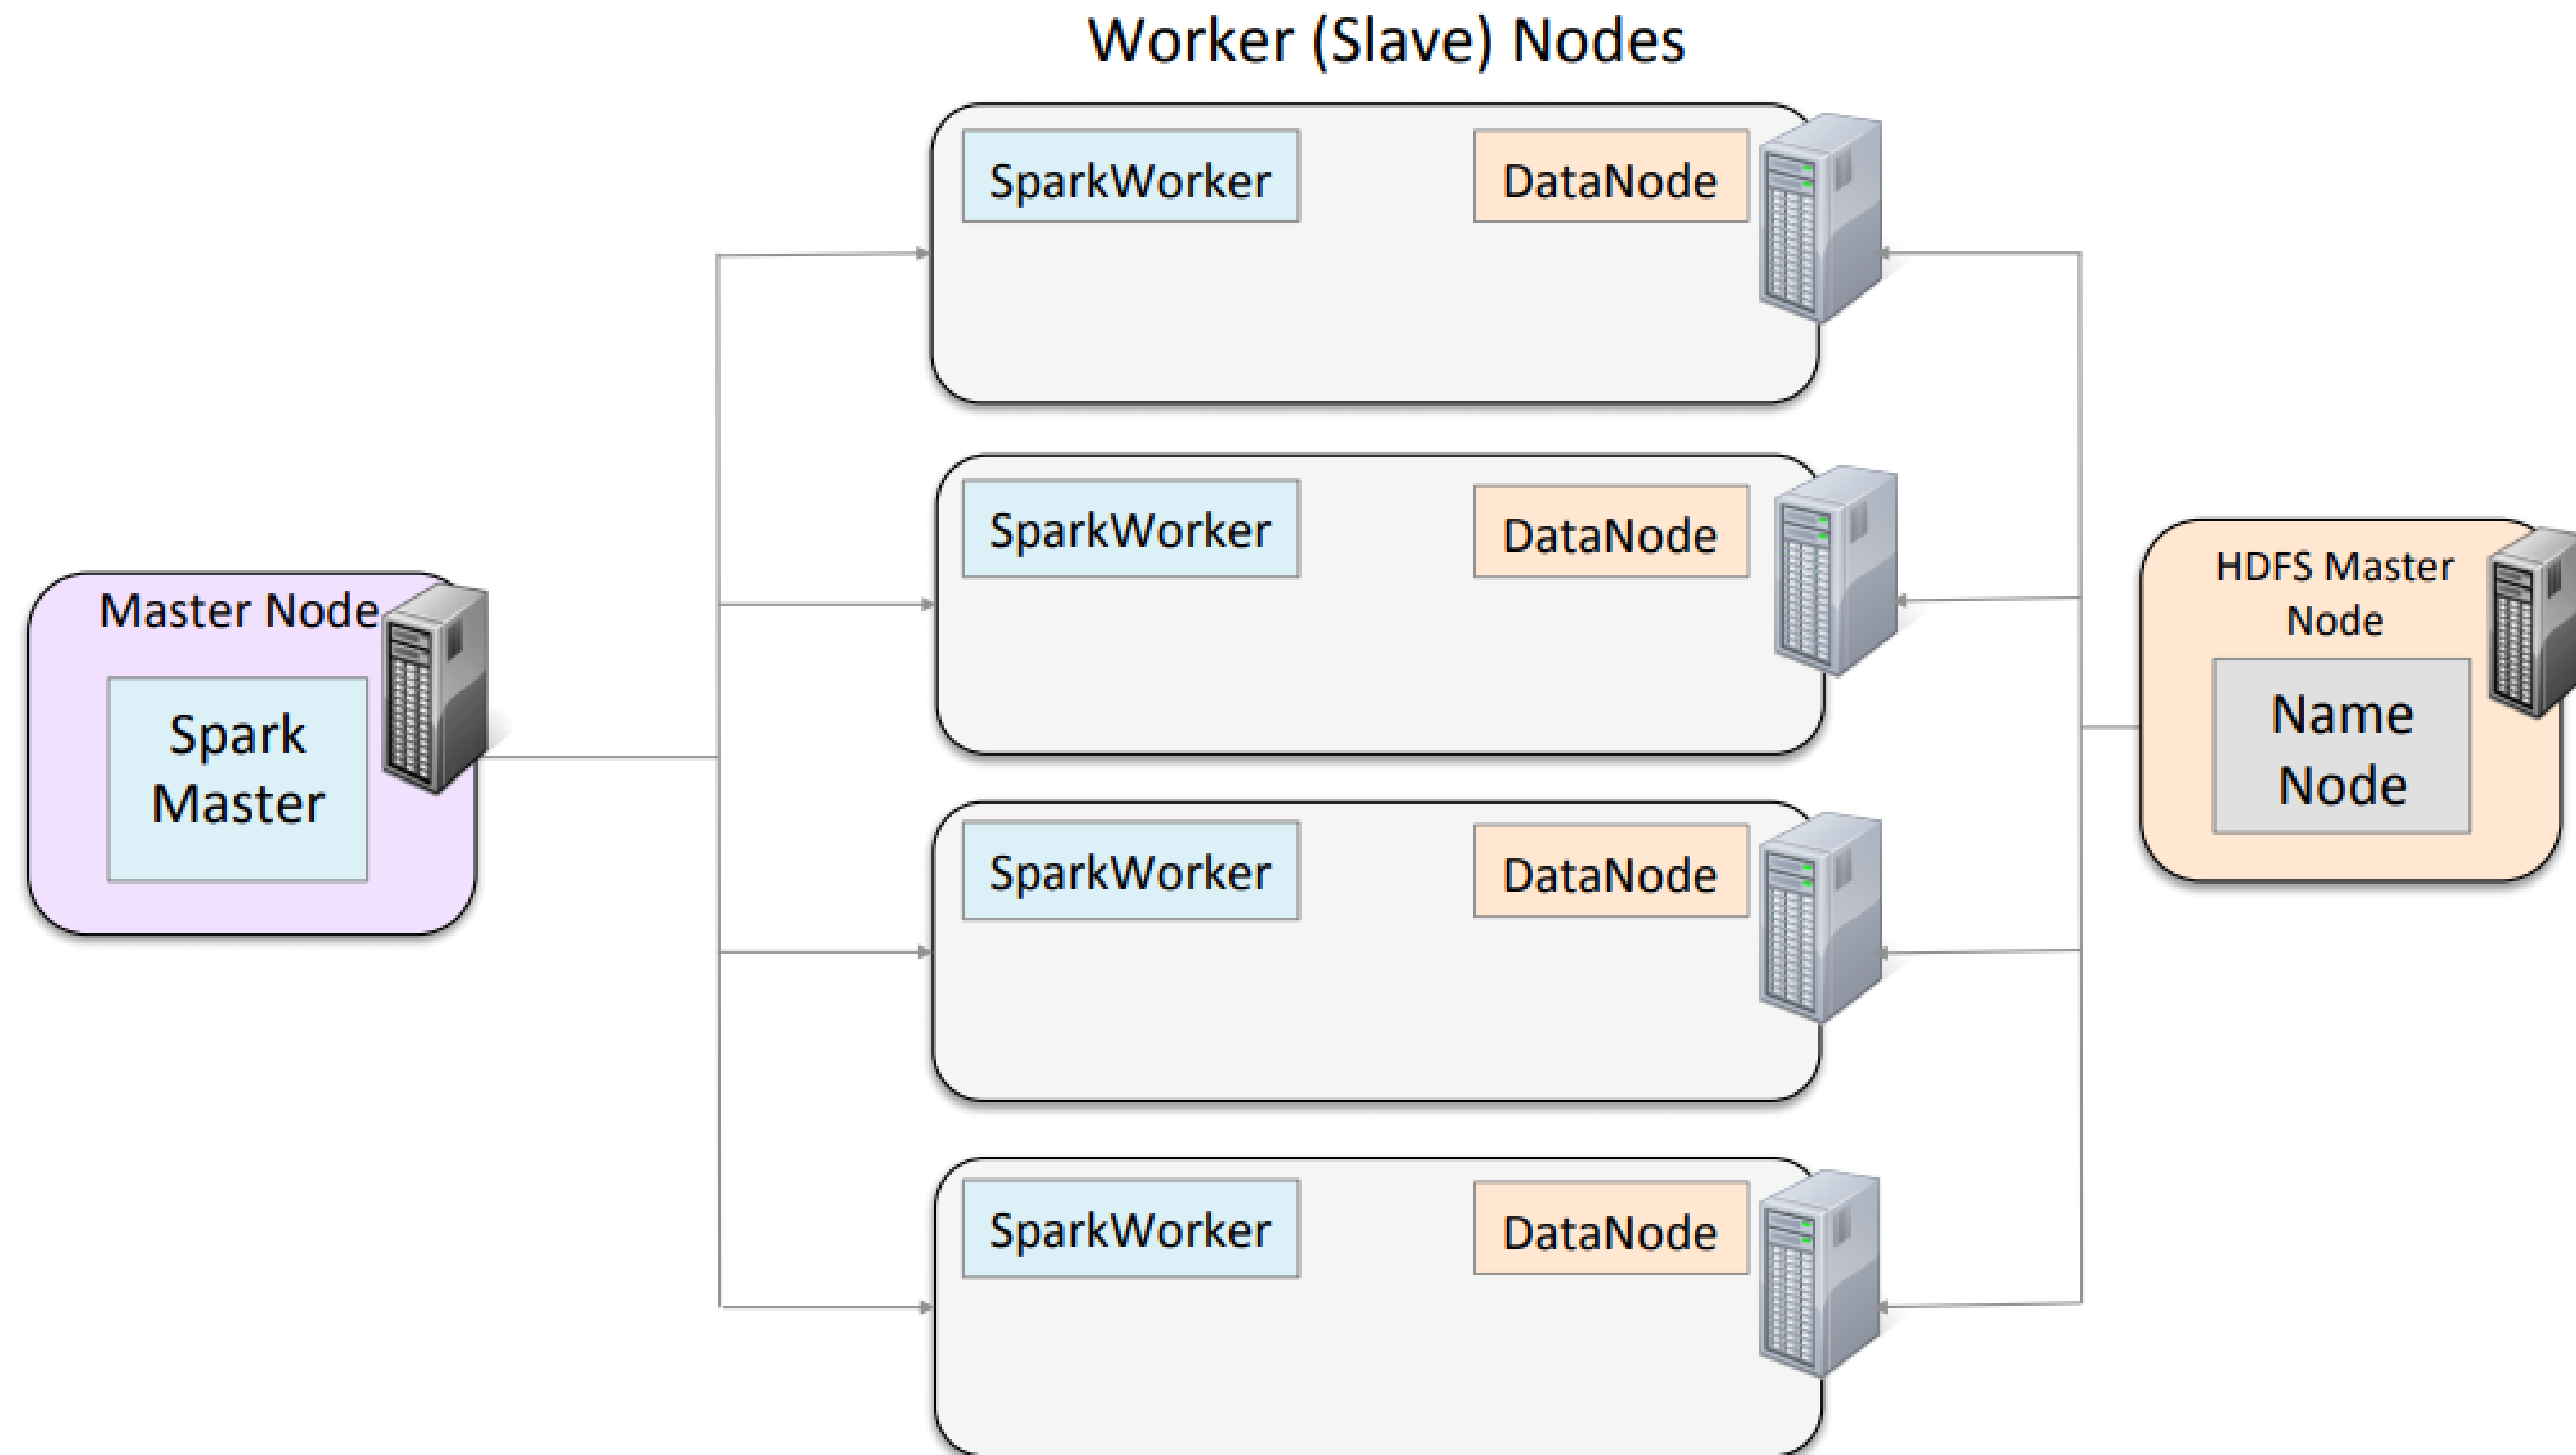 Worker (Slave) Nodes
SparkWorker
DataNode
SparkWorker
DataNode
Master Node
Spark
Master
HDFS Master
Node
Name
Node
SparkWorker
DataNode
SparkWorker
DataNode